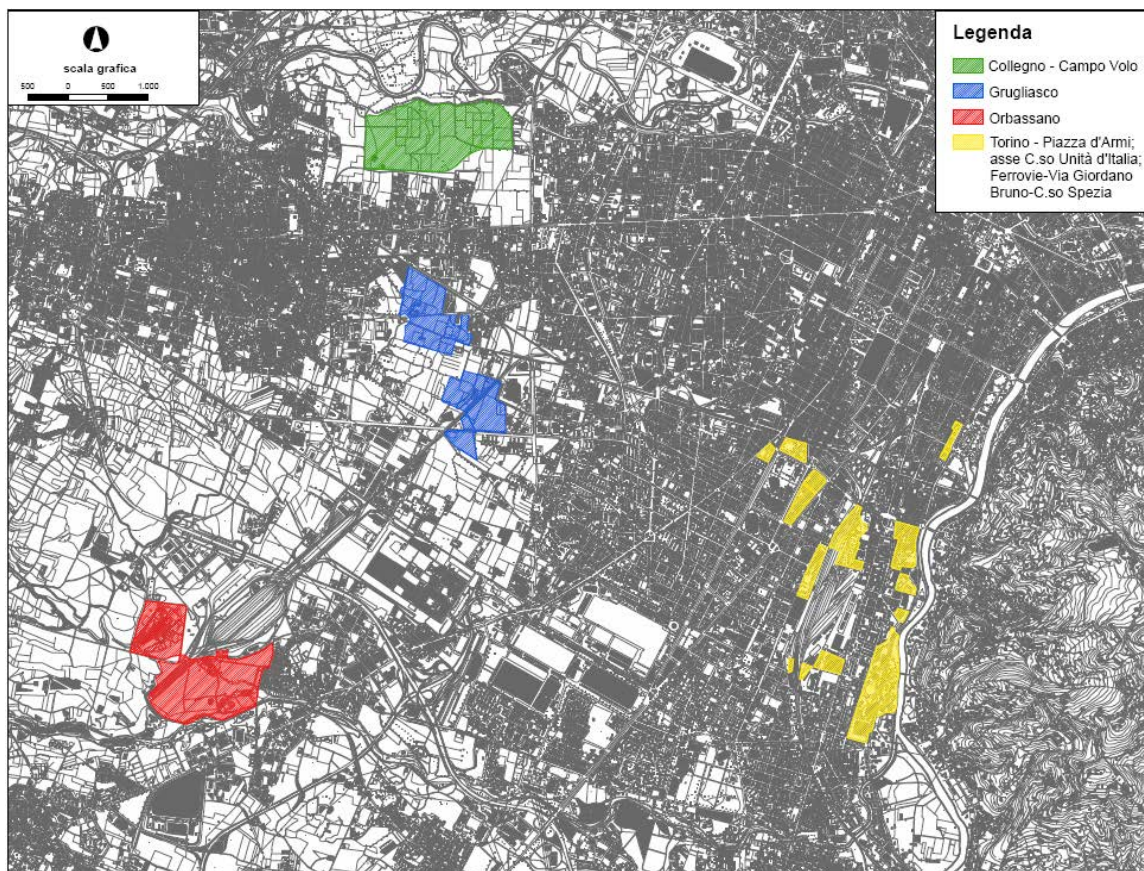 scala grafica
500 0 500 1.000
Legenda
Collegno - Campo Volo
Grugliasco
Orbassano
Torino - Piazza d'Armi;
asse C.so Unità d'Italia;
Ferrovie-Via Giordano
Bruno-C.so Spezia